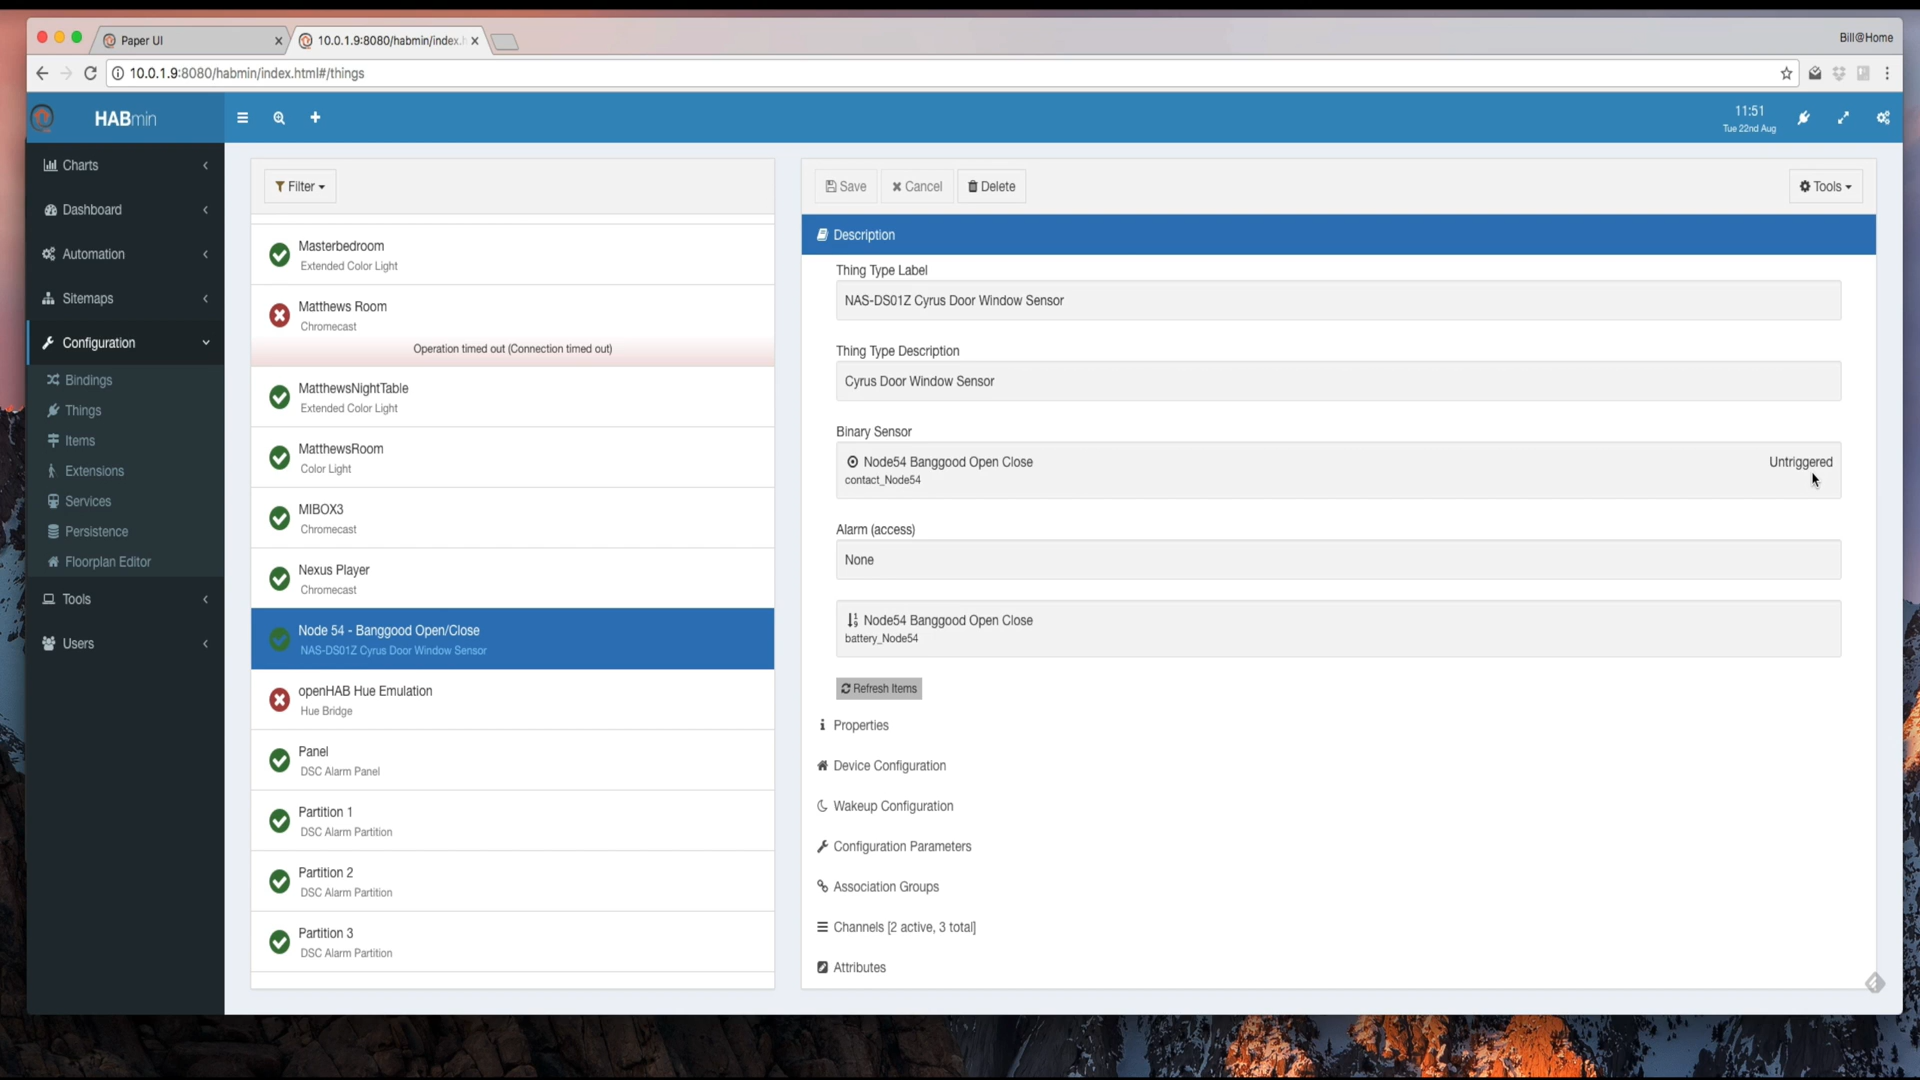 Paper UI
10.0.1.9:8080/habmin/index.h
Bill@Home
10.0.1.9:8080/habmin/index.html#/things
HABmin
11:51
Tue 22nd Aug
Charts
Dashboard
Automation
Sitemaps
Configuration
Bindings
Things
Items
Extensions
Services
Persistence
Floorplan Editor
Tools
Users
Filter
Masterbedroom
Extended Color Light
Matthews Room
Chromecast
Operation timed out (Connection timed out)
MatthewsNightTable
Extended Color Light
MatthewsRoom
Color Light
MIBOX3
Chromecast
Nexus Player
Chromecast
Node 54 - Banggood Open/Close
NAS-DS01Z Cyrus Door Window Sensor
openHAB Hue Emulation
Hue Bridge
Panel
DSC Alarm Panel
Partition 1
DSC Alarm Partition
Partition 2
DSC Alarm Partition
Partition 3
DSC Alarm Partition
Save
Cancel
Delete
Tools
Description
Thing Type Label
NAS-DS01Z Cyrus Door Window Sensor
Thing Type Description
Cyrus Door Window Sensor
Binary Sensor
Node54 Banggood Open Close
Untriggered
contact_Node54
Alarm (access)
None
Node54 Banggood Open Close
battery_Node54
Refresh Items
Properties
Device Configuration
Wakeup Configuration
Configuration Parameters
Association Groups
Channels [2 active, 3 total]
Attributes